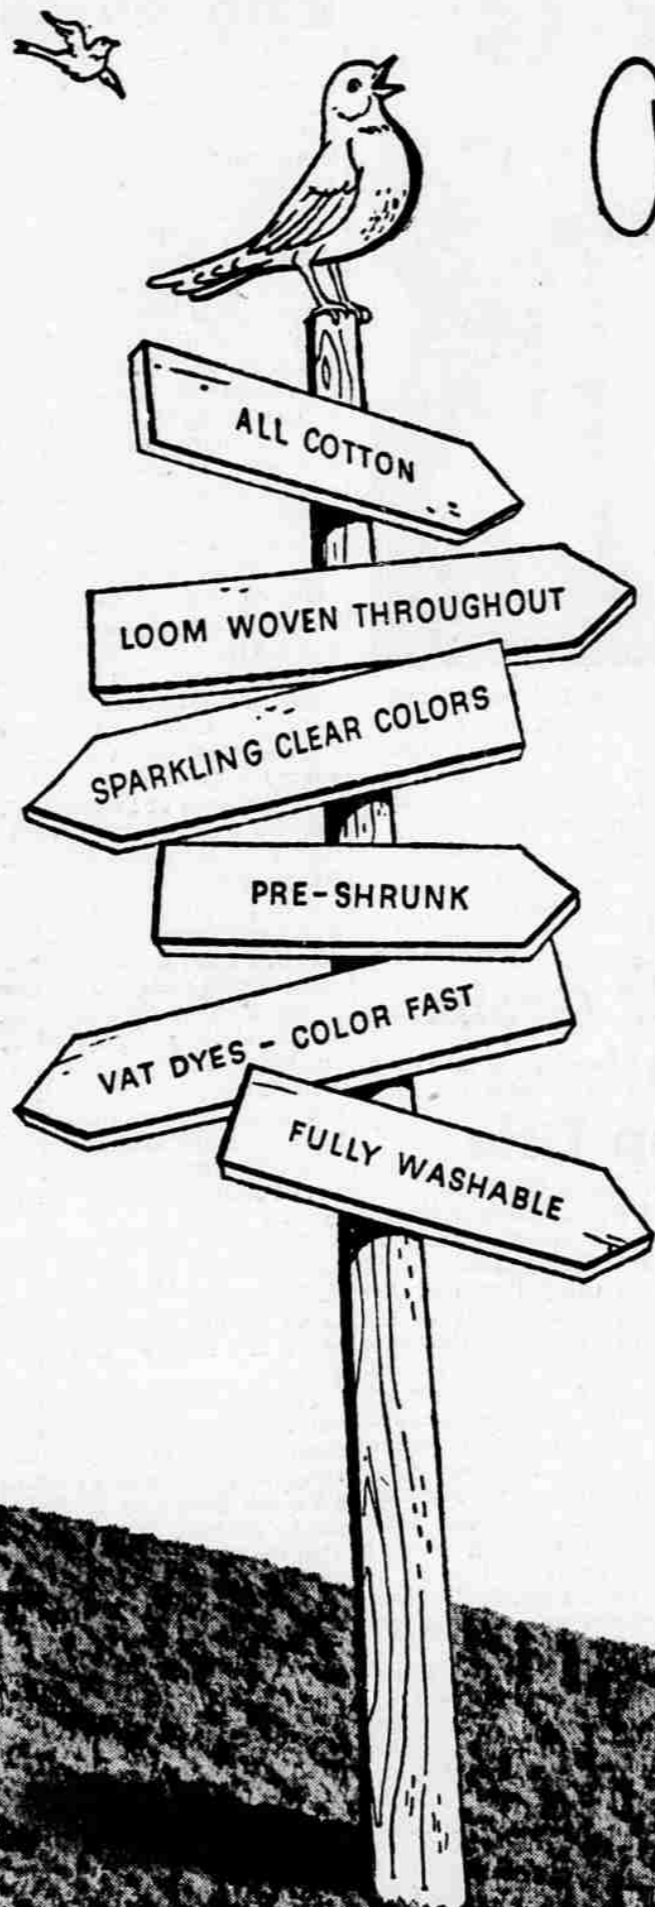 ALL COTTON
LOOM WOVEN THROUGHOUT
SPARKLING CLEAR COLORS
PRE-SHRUNK
VAT DYES - COLOR FAST
FULLY WASHABLE